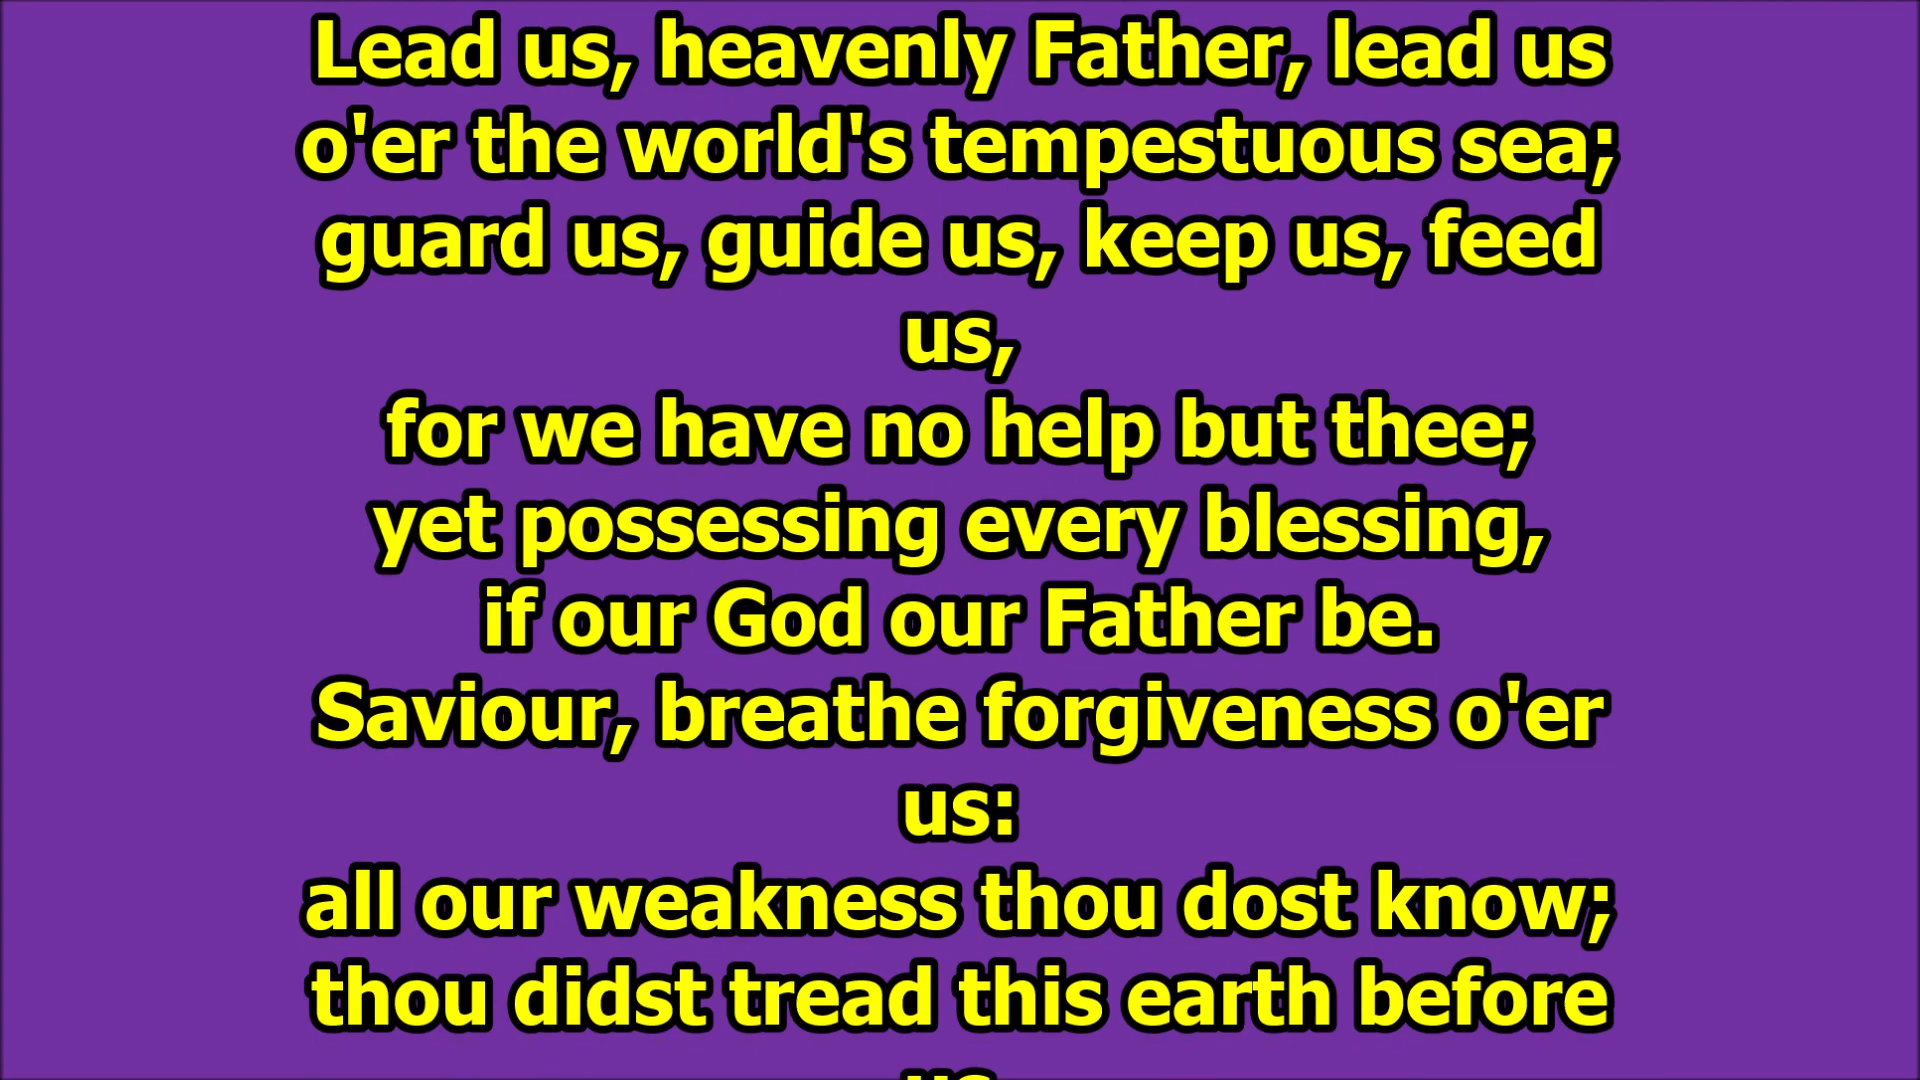 Lead us, heavenly Father, lead us
o'er the world's tempestuous sea;
guard us, guide us, keep us, feed
us,
for we have no help but thee;
yet possessing every blessing,
if our God our Father be.
Saviour, breathe forgiveness o'er
us:
all our weakness thou dost know;
thou didst tread this earth before